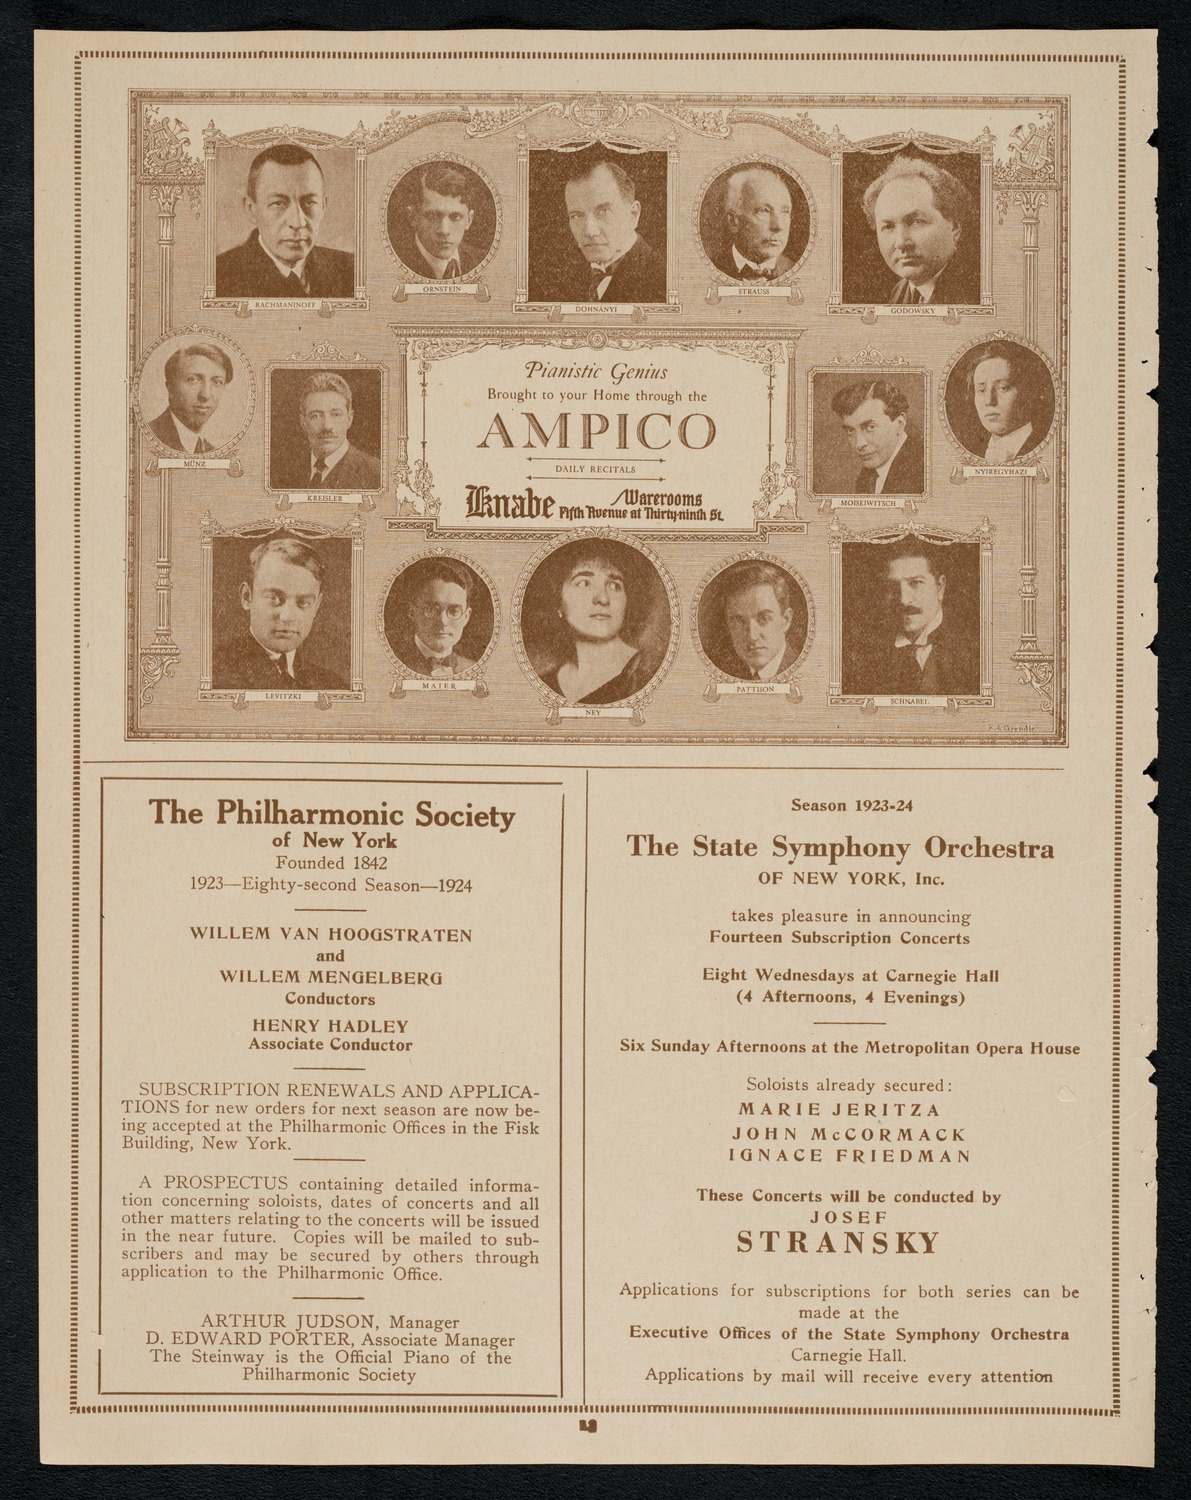 RACHMANINOFF
ORNSTEIN
DOHNÁNYI
STRAUSS
GODOWSKY
MÜNZ
KREISLER
Pianistic Genius
Brought to your Home through the
AMPICO
DAILY RECITALS
Knabe Warerooms
Fifth Avenue at Thirty-ninth St.
MOISEIWITSCH
NYIREGYHAZI
LEVITZKI
MAIER
NEY
PATTISON
SCHNABEL
The Philharmonic Society
of New York
Founded 1842
1923—Eighty-second Season—1924
WILLEM VAN HOOGSTRATEN
and
WILLEM MENGELBERG
Conductors
HENRY HADLEY
Associate Conductor
SUBSCRIPTION RENEWALS AND APPLICA-
TIONS for new orders for next season are now be-
ing accepted at the Philharmonic Offices in the Fisk
Building, New York.
A PROSPECTUS containing detailed informa-
tion concerning soloists, dates of concerts and all
other matters relating to the concerts will be issued
in the near future. Copies will be mailed to sub-
scribers and may be secured by others through
application to the Philharmonic Office.
ARTHUR JUDSON, Manager
D. EDWARD PORTER, Associate Manager
The Steinway is the Official Piano of the
Philharmonic Society
Season 1923-24
The State Symphony Orchestra
OF NEW YORK, Inc.
takes pleasure in announcing
Fourteen Subscription Concerts
Eight Wednesdays at Carnegie Hall
(4 Afternoons, 4 Evenings)
Six Sunday Afternoons at the Metropolitan Opera House
Soloists already secured:
MARIE JERITZA
JOHN McCORMACK
IGNACE FRIEDMAN
These Concerts will be conducted by
JOSEF
STRANSKY
Applications for subscriptions for both series can be
made at the
Executive Offices of the State Symphony Orchestra
Carnegie Hall.
Applications by mail will receive every attention